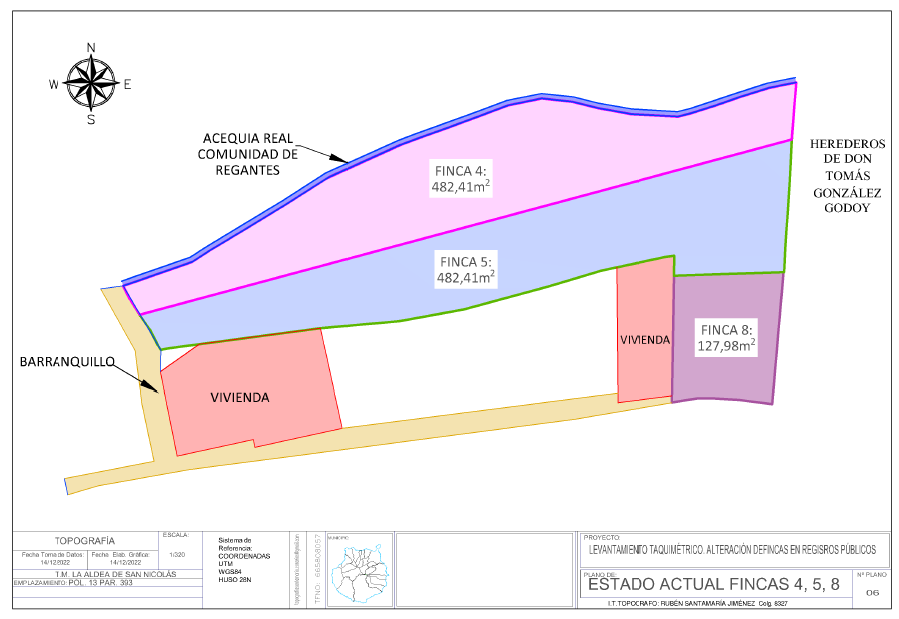 N
W
E
S
ACEQUIA REAL
COMUNIDAD DE
REGANTES
FINCA 4:
482,41m²
HEREDEROS
DE DON
TOMÁS
GONZÁLEZ
GODOY
FINCA 5:
482,41m²
VIVIENDA
FINCA 8:
127,98m²
BARRANQUILLO
VIVIENDA
TOPOGRAFÍA
Fecha Toma de Datos:
14/12/2022
Fecha Elab. Gráfica:
14/12/2022
ESCALA:
1/320
T.M. LA ALDEA DE SAN NICOLÁS
EMPLAZAMIENTO: POL. 13 PAR. 393
Sistema de
Referencia:
COORDENADAS
UTM
WGS84
HUSO 28N
TFNO: 665808057
MUNICIPIO
PROYECTO:
LEVANTAMIENTO TAQUIMÉTRICO. ALTERACIÓN DEFINCAS EN REGISROS PÚBLICOS
PLANO DE:
ESTADO ACTUAL FINCAS 4, 5, 8
I.T.TOPOGRAFO: RUBÉN SANTAMARÍA JIMÉNEZ Colg. 8327
Nº PLANO
06